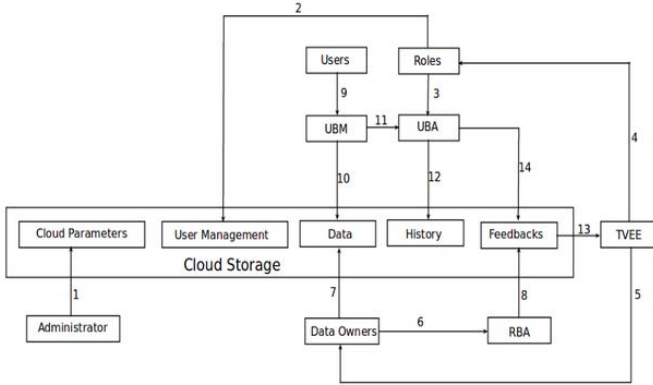 2
Users
Roles
9
3
4
UBM
11
UBA
10
12
14
Cloud Parameters
User Management
Data
History
Feedbacks
13
TVEE
Cloud Storage
1
7
8
5
Administrator
Data Owners
6
RBA